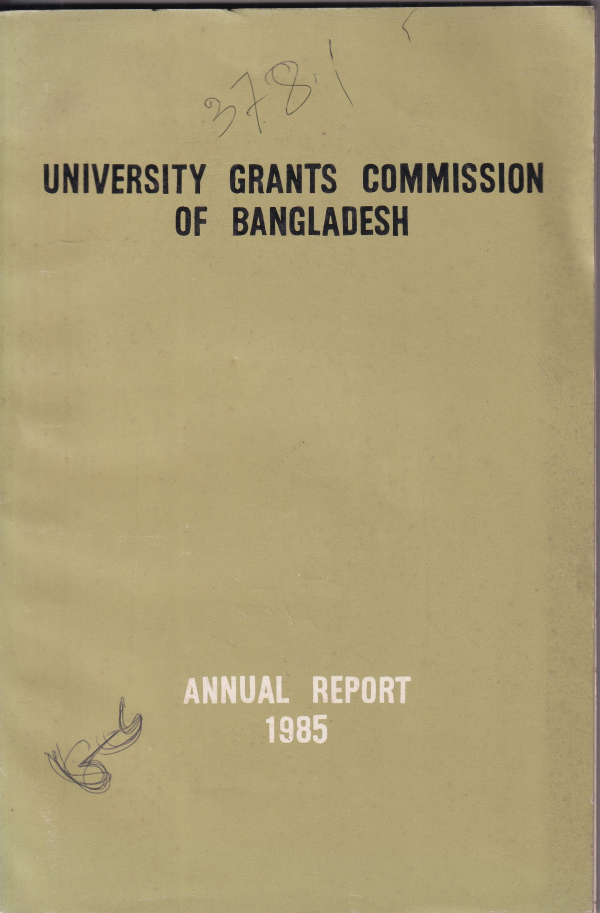 378.1
UNIVERSITY GRANTS COMMISSION
OF BANGLADESH
ANNUAL REPORT
1985